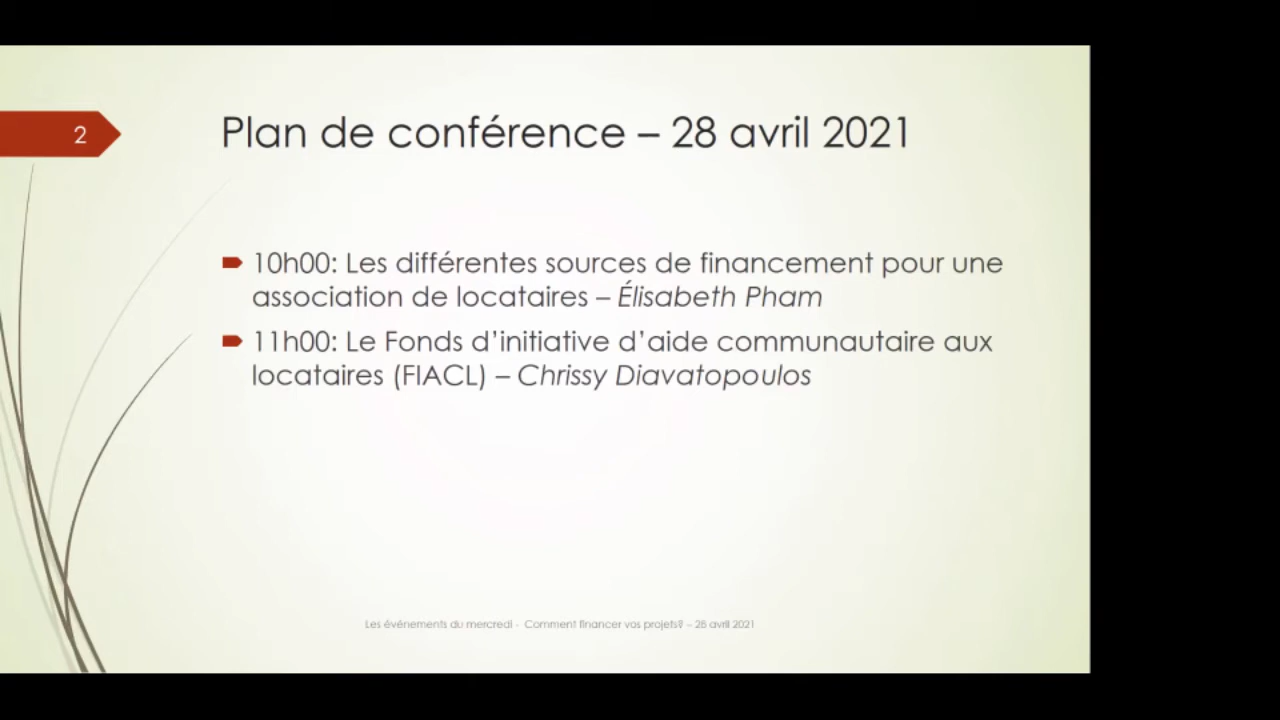 2
Plan de conférence – 28 avril 2021
10h00: Les différentes sources de financement pour une
association de locataires – Élisabeth Pham
11h00: Le Fonds d’initiative d’aide communautaire aux
locataires (FIACL) – Chrissy Diavatopoulos
Les événements du mercredi - Comment financer vos projets? – 28 avril 2021